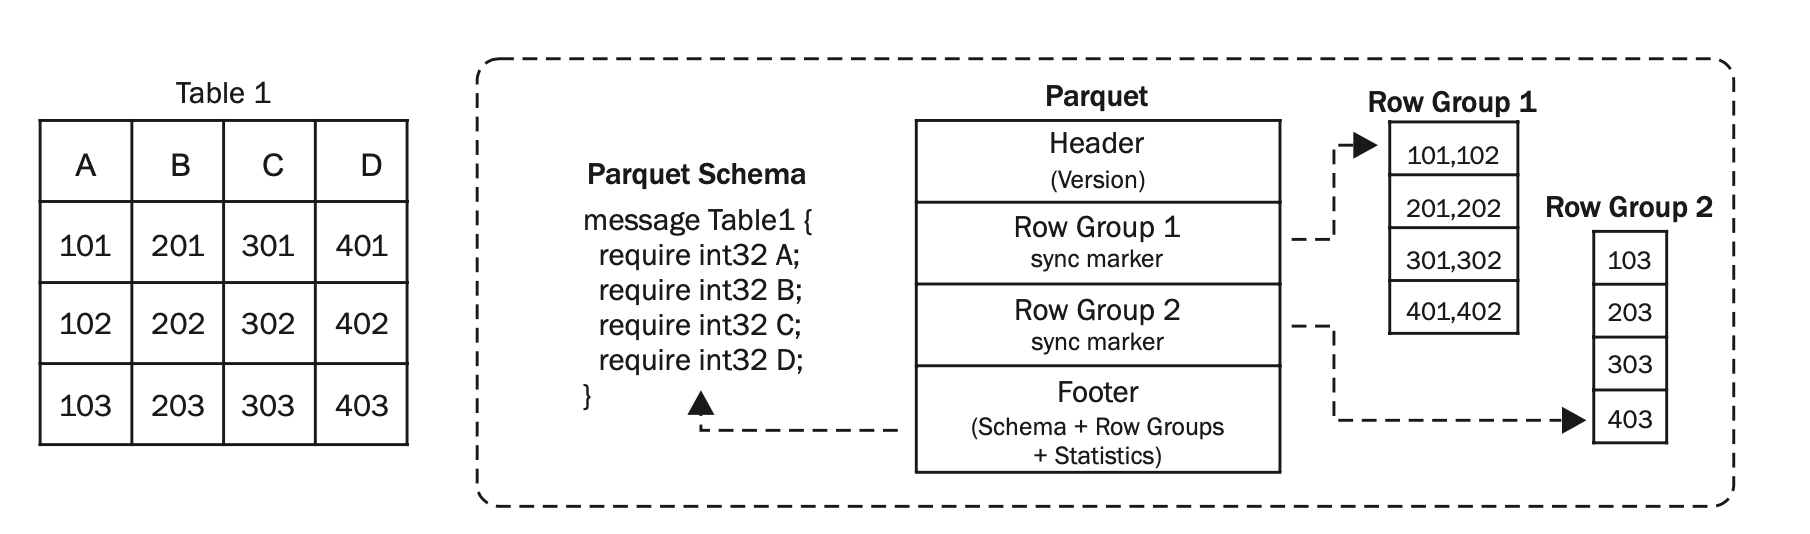 Table 1
A B C D
101 201 301 401
102 202 302 402
103 203 303 403
Parquet Schema
message Table1 {
require int32 A;
require int32 B;
require int32 C;
require int32 D;
}
Parquet
Header
(Version)
Row Group 1
sync marker
Row Group 2
sync marker
Footer
(Schema + Row Groups
+ Statistics)
Row Group 1
101,102
201,202
301,302
401,402
Row Group 2
103
203
303
403